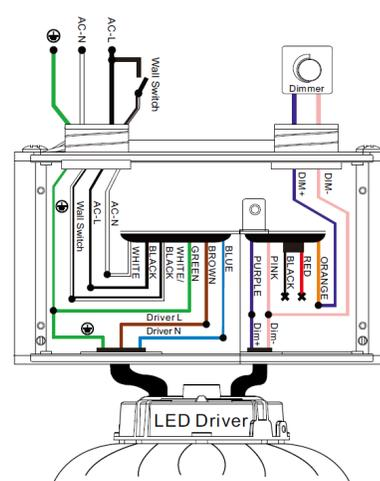 AC-N
AC-L
Wall Switch
Dimmer
DIM+
DIM-
Wall Switch
AC-L
AC-N
WHITE
BLACK
WHITE/
BLACK
GREEN
BROWN
BLUE
PURPLE
PINK
BLACK
RED
ORANGE
Driver L
Driver N
Dim+
Dim-
LED Driver